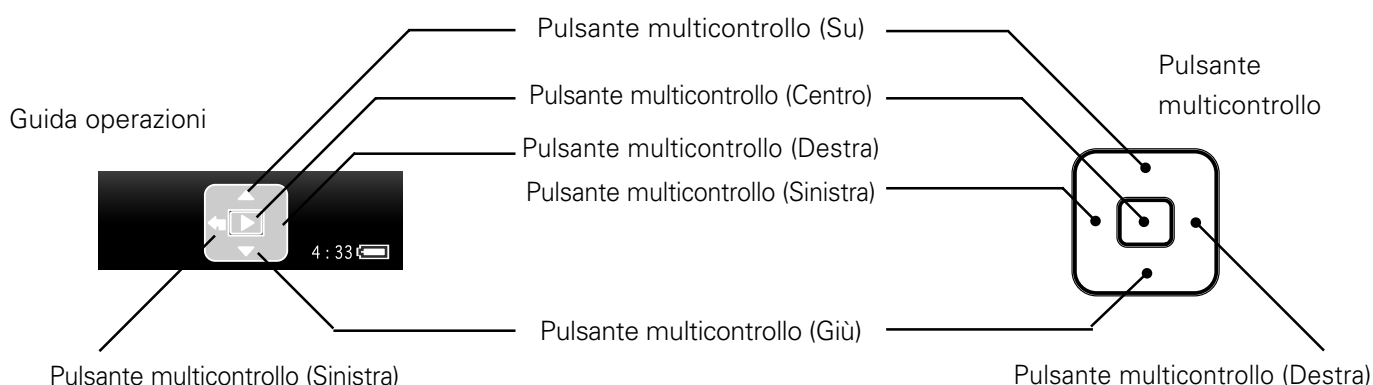 Pulsante multicontrollo (Su)
Pulsante
multicontrollo
Pulsante multicontrollo (Centro)
Guida operazioni
Pulsante multicontrollo (Destra)
Pulsante multicontrollo (Sinistra)
4:33
Pulsante multicontrollo (Giù)
Pulsante multicontrollo (Sinistra)
Pulsante multicontrollo (Destra)